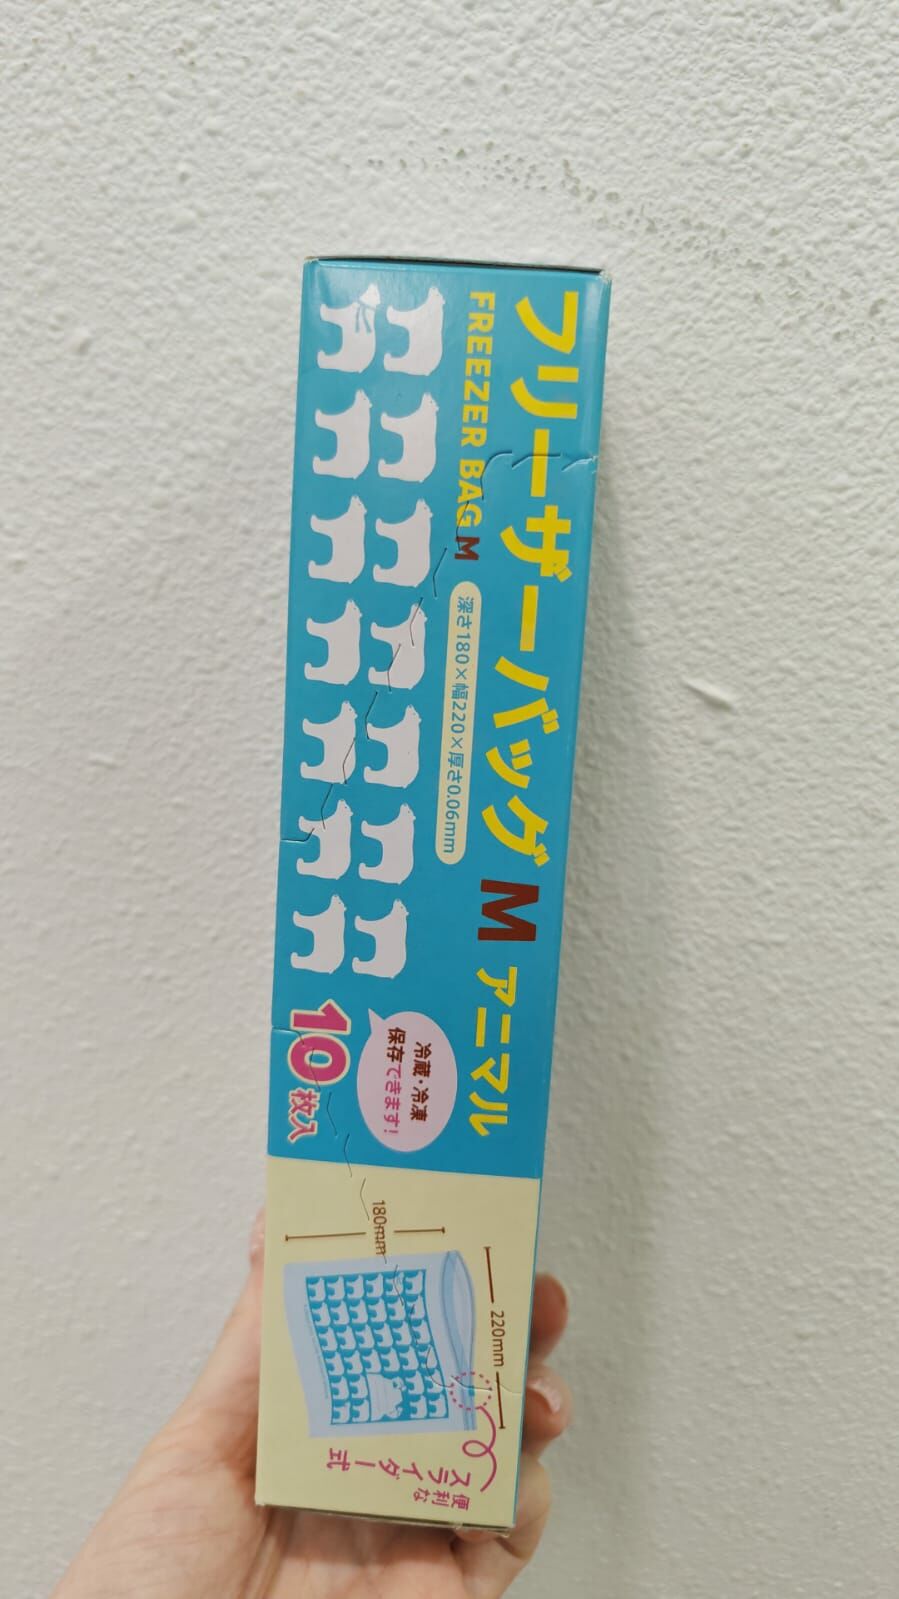 フリーザーバッグ M アニマル
FREEZER BAG M
深さ180×幅220×厚さ0.06mm
冷蔵・冷凍
保存できます!
10枚入
220mm
180mm
便利な
スライダー式